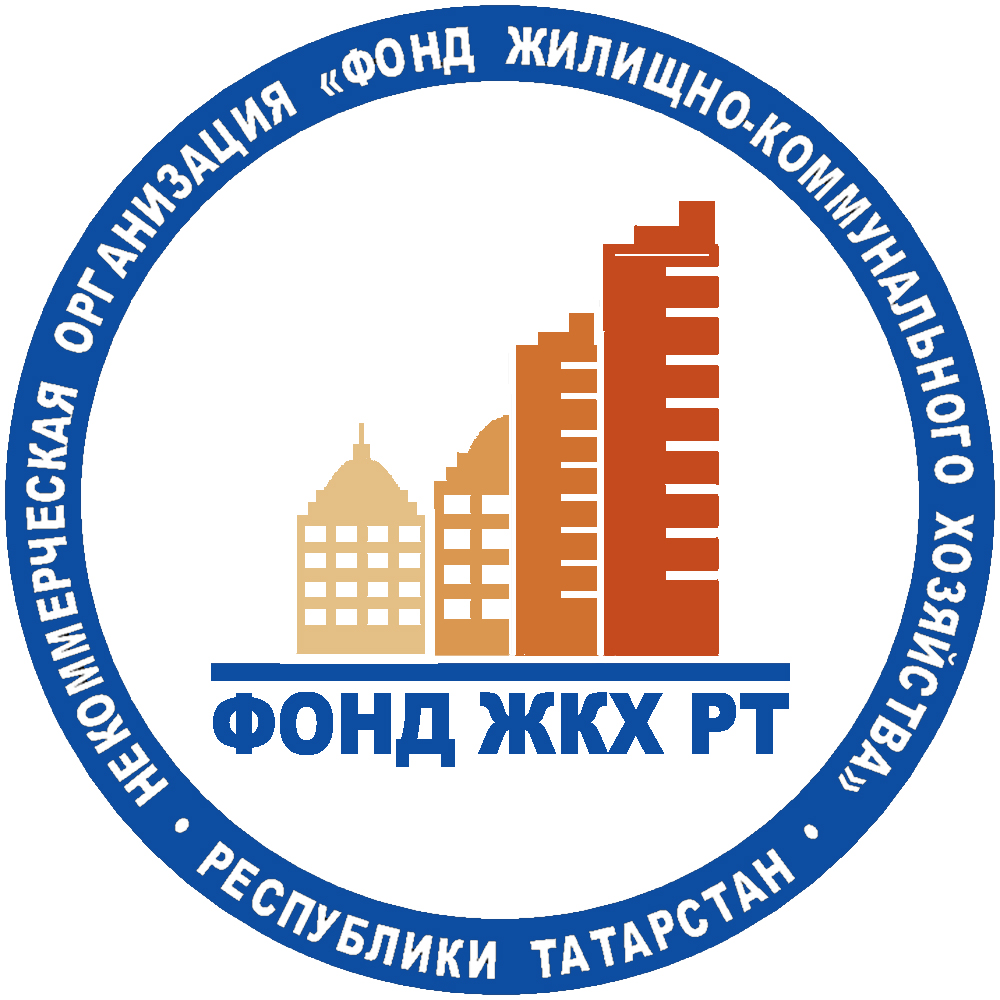 НЕКОММЕРЧЕСКАЯ ОРГАНИЗАЦИЯ «ФОНД ЖИЛИЩНО-КОММУНАЛЬНОГО ХОЗЯЙСТВА»
• РЕСПУБЛИКИ ТАТАРСТАН •
ФОНД ЖКХ РТ